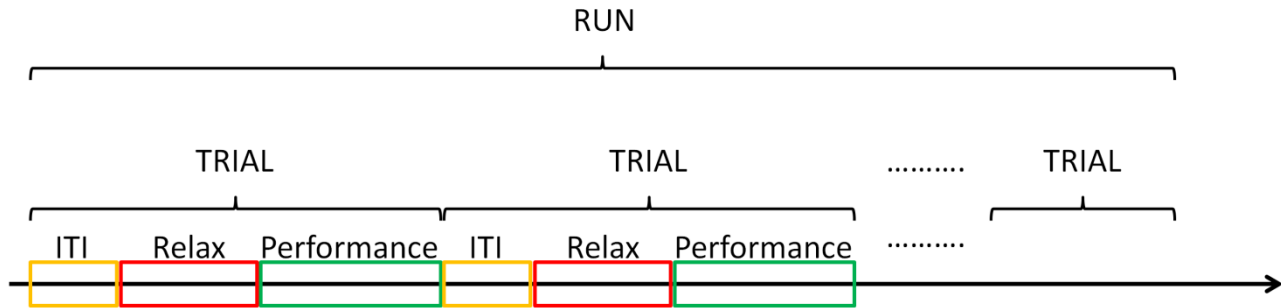 RUN
TRIAL TRIAL ………. TRIAL
ITI Relax Performance ITI Relax Performance ……….